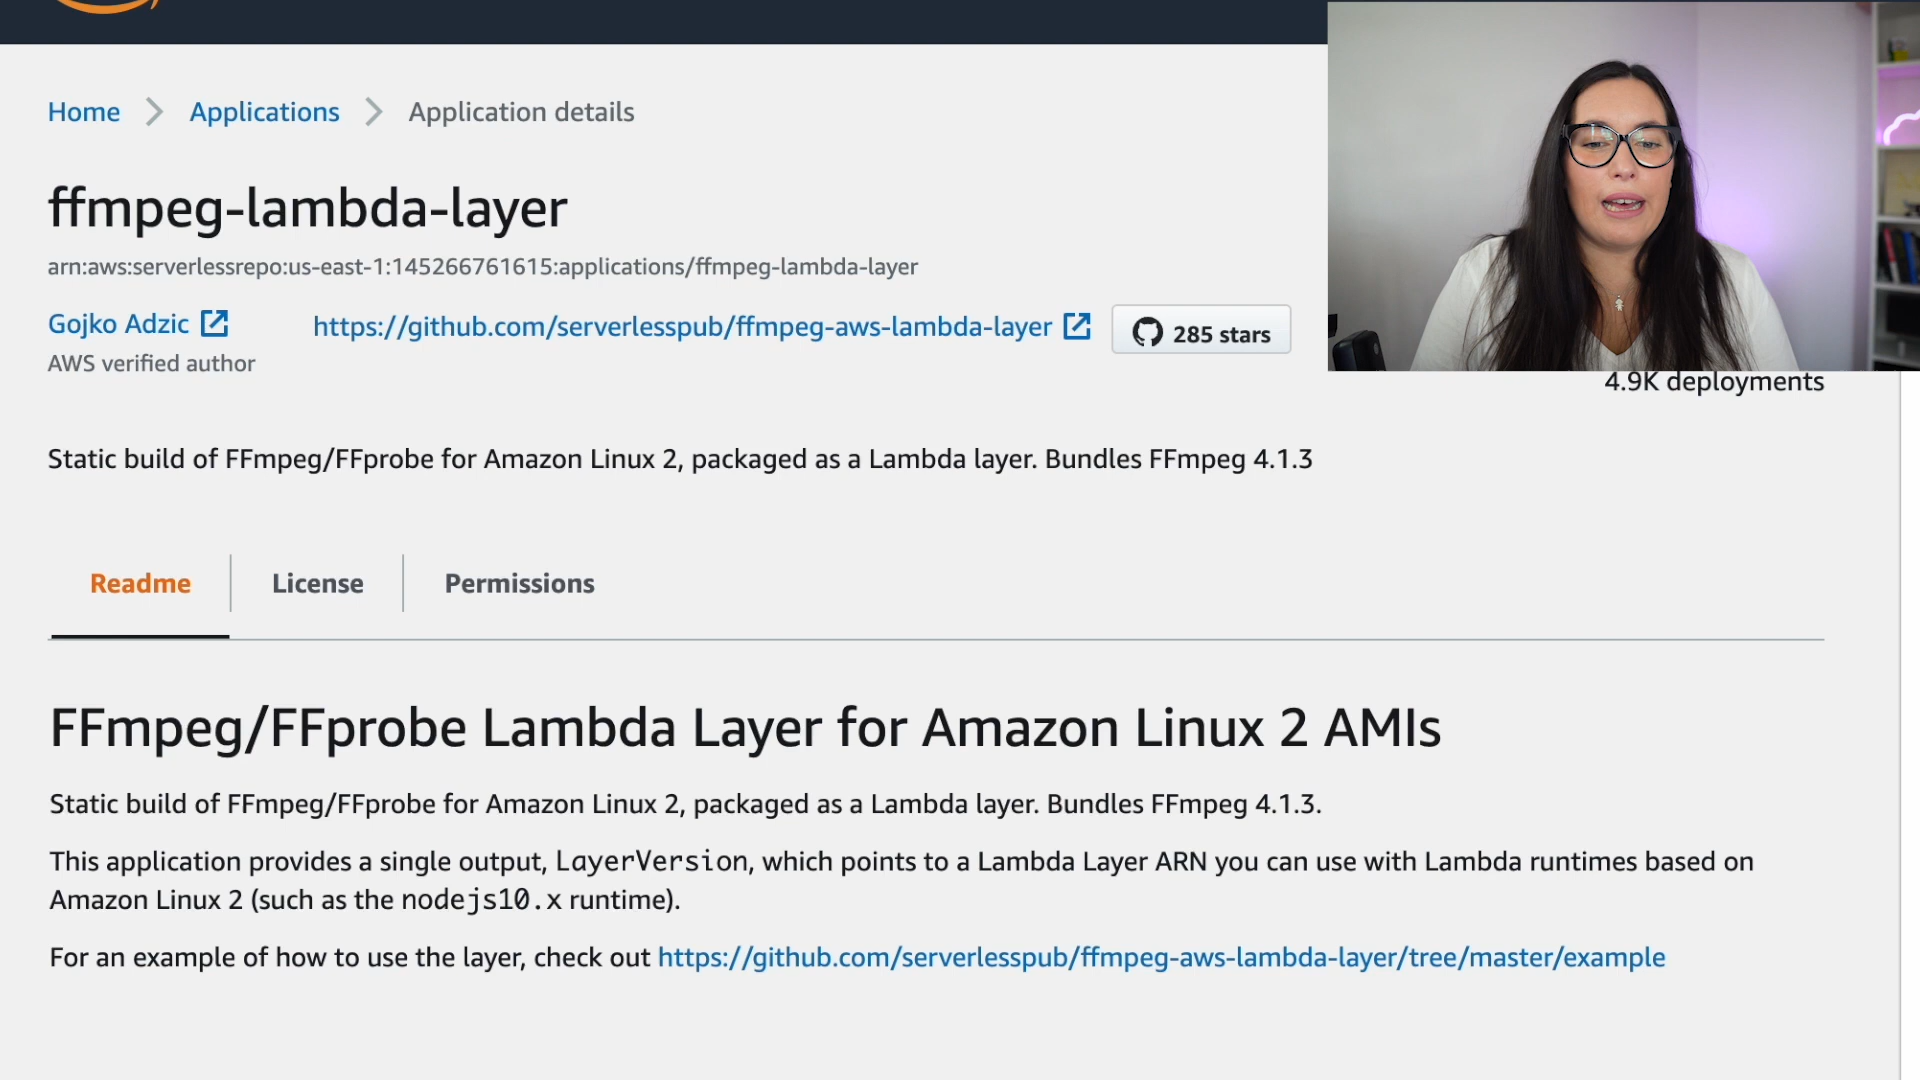 Home > Applications > Application details
ffmpeg-lambda-layer
arn:aws:serverlessrepo:us-east-1:145266761615:applications/ffmpeg-lambda-layer
Gojko Adzic https://github.com/serverlesspub/ffmpeg-aws-lambda-layer 285 stars
AWS verified author
4.9K deployments
Static build of FFmpeg/FFprobe for Amazon Linux 2, packaged as a Lambda layer. Bundles FFmpeg 4.1.3
Readme License Permissions
FFmpeg/FFprobe Lambda Layer for Amazon Linux 2 AMIs
Static build of FFmpeg/FFprobe for Amazon Linux 2, packaged as a Lambda layer. Bundles FFmpeg 4.1.3.
This application provides a single output, LayerVersion, which points to a Lambda Layer ARN you can use with Lambda runtimes based on
Amazon Linux 2 (such as the nodejs10.x runtime).
For an example of how to use the layer, check out https://github.com/serverlesspub/ffmpeg-aws-lambda-layer/tree/master/example